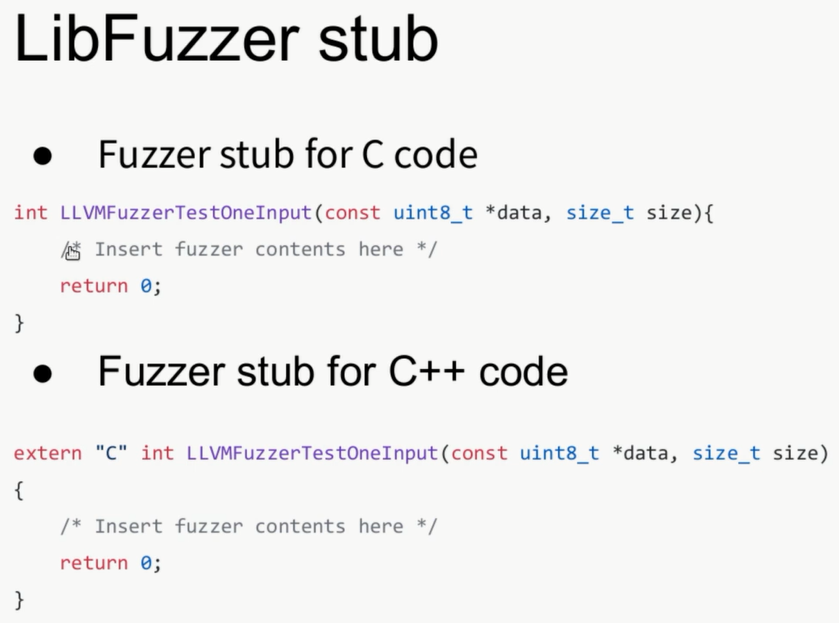 LibFuzzer stub
● Fuzzer stub for C code
int LLVMFuzzerTestOneInput(const uint8_t *data, size_t size){
/* Insert fuzzer contents here */
return 0;
}
● Fuzzer stub for C++ code
extern "C" int LLVMFuzzerTestOneInput(const uint8_t *data, size_t size)
{
/* Insert fuzzer contents here */
return 0;
}